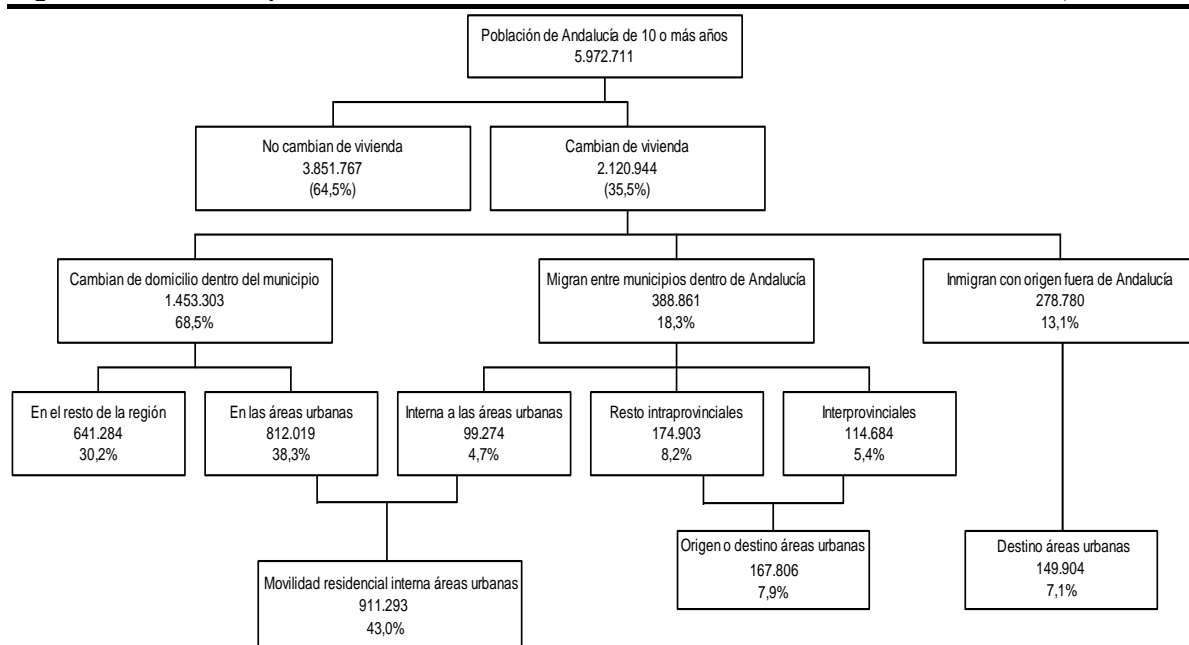 Población de Andalucía de 10 o más años
5.972.711
No cambian de vivienda
3.851.767
(64,5%)
Cambian de vivienda
2.120.944
(35,5%)
Cambian de domicilio dentro del municipio
1.453.303
68,5%
Migran entre municipios dentro de Andalucía
388.861
18,3%
Inmigran con origen fuera de Andalucía
278.780
13,1%
En el resto de la región
641.284
30,2%
En las áreas urbanas
812.019
38,3%
Interna a las áreas urbanas
99.274
4,7%
Resto intraprovinciales
174.903
8,2%
Interprovinciales
114.684
5,4%
Origen o destino áreas urbanas
167.806
7,9%
Destino áreas urbanas
149.904
7,1%
Movilidad residencial interna áreas urbanas
911.293
43,0%